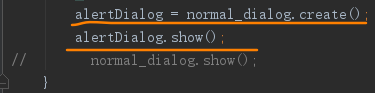 alertDialog = normal_dialog.create();
alertDialog.show();
// normal_dialog.show();
}